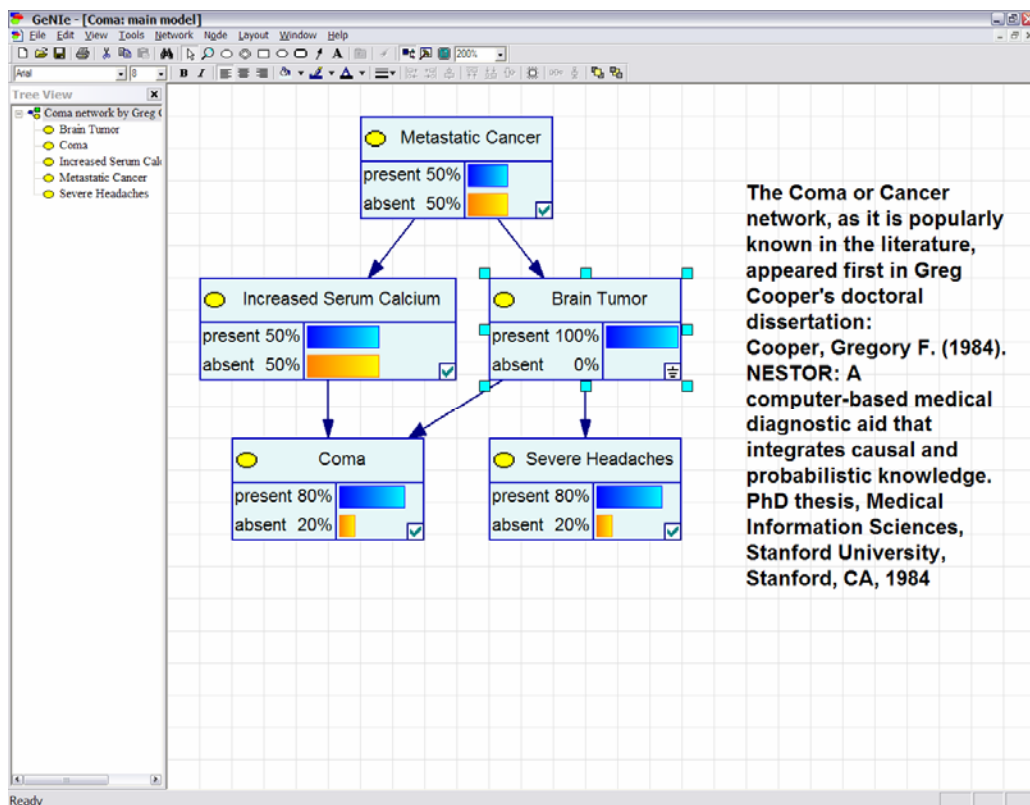 GeNIe - [Coma: main model]
File Edit View Tools Network Node Layout Window Help
A 200%
Arial 8 B I A
Tree View
Coma network by Greg C
Brain Tumor
Coma
Increased Serum Cal
Metastatic Cancer
Severe Headaches
Metastatic Cancer
present 50%
absent 50%
Increased Serum Calcium
present 50%
absent 50%
Brain Tumor
present 100%
absent 0%
Coma
present 80%
absent 20%
Severe Headaches
present 80%
absent 20%
The Coma or Cancer
network, as it is popularly
known in the literature,
appeared first in Greg
Cooper's doctoral
dissertation:
Cooper, Gregory F. (1984).
NESTOR: A
computer-based medical
diagnostic aid that
integrates causal and
probabilistic knowledge.
PhD thesis, Medical
Information Sciences,
Stanford University,
Stanford, CA, 1984
Ready